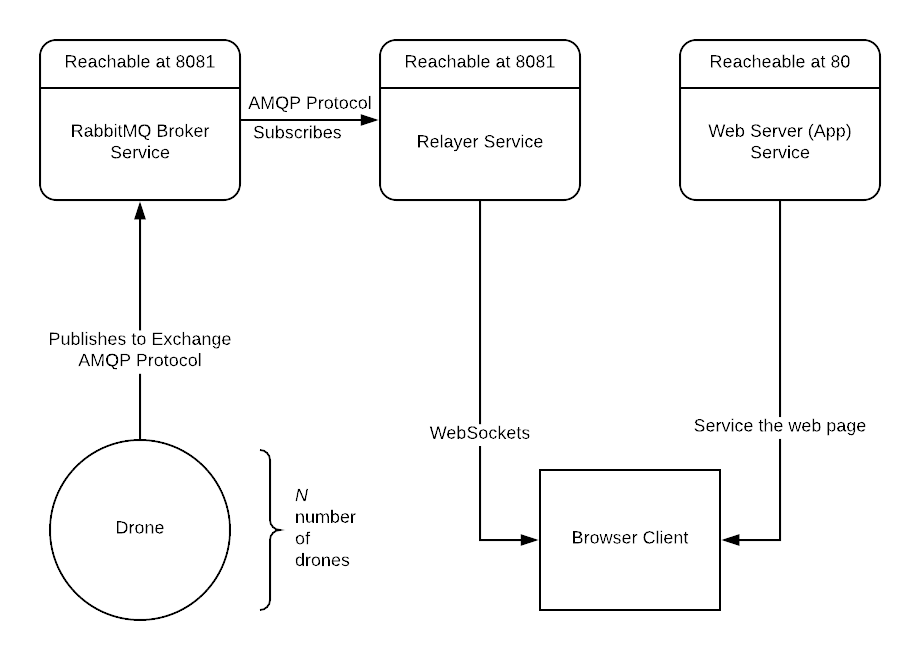 Reachable at 8081
RabbitMQ Broker
Service
AMQP Protocol
Subscribes
Reachable at 8081
Relayer Service
Reacheable at 80
Web Server (App)
Service
Publishes to Exchange
AMQP Protocol
WebSockets
Service the web page
Drone
N
number
of
drones
Browser Client